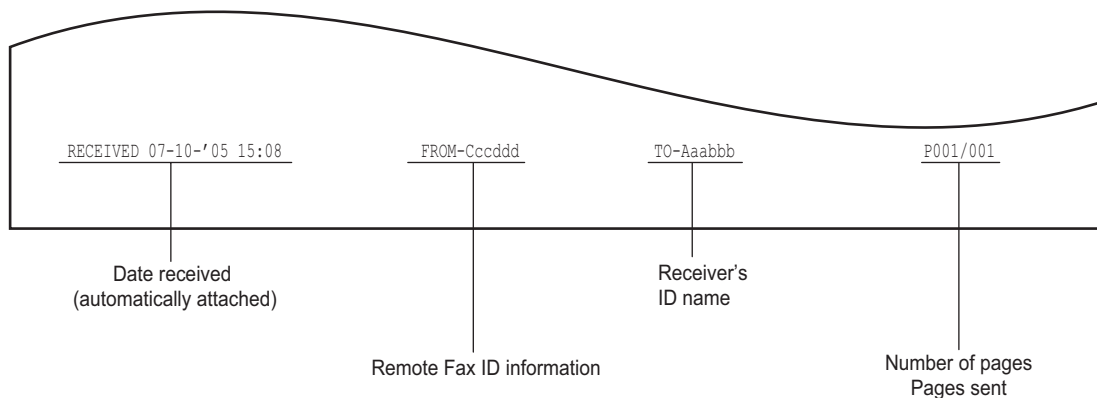 RECEIVED 07-10-'05 15:08 FROM-Cccddd TO-Aaabbb P001/001
Date received
(automatically attached)
Receiver's
ID name
Remote Fax ID information
Number of pages
Pages sent